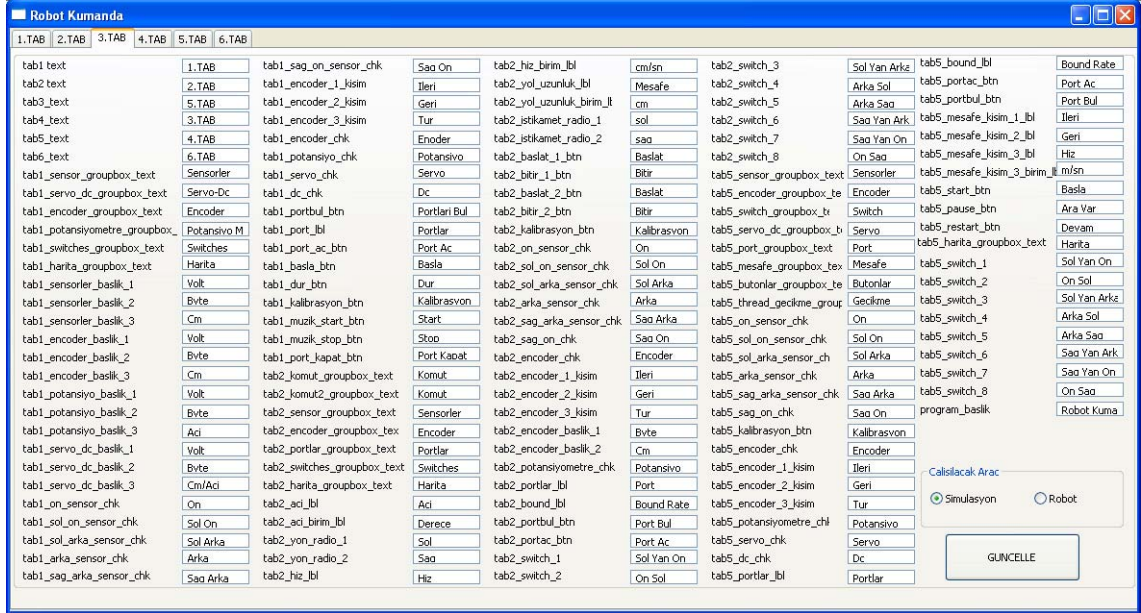 Robot Kumanda
1.TAB 2.TAB 3.TAB 4.TAB 5.TAB 6.TAB
tab1 text 1.TAB
tab2 text 2.TAB
tab3_text 5.TAB
tab4_text 3.TAB
tab5_text 4.TAB
tab6_text 6.TAB
tab1_sensor_groupbox_text Sensorler
tab1_servo_dc_groupbox_text Servo-Dc
tab1_encoder_groupbox_text Encoder
tab1_potansiyometre_groupbox_ Potansiyo M
tab1_switches_groupbox_text Switches
tab1_harita_groupbox_text Harita
tab1_sensorler_baslik_1 Volt
tab1_sensorler_baslik_2 Byte
tab1_sensorler_baslik_3 Cm
tab1_encoder_baslik_1 Volt
tab1_encoder_baslik_2 Byte
tab1_encoder_baslik_3 Cm
tab1_potansiyo_baslik_1 Volt
tab1_potansiyo_baslik_2 Byte
tab1_potansiyo_baslik_3 Aci
tab1_servo_dc_baslik_1 Volt
tab1_servo_dc_baslik_2 Byte
tab1_servo_dc_baslik_3 Cm/Aci
tab1_on_sensor_chk On
tab1_sol_on_sensor_chk Sol On
tab1_sol_arka_sensor_chk Sol Arka
tab1_arka_sensor_chk Arka
tab1_sag_arka_sensor_chk Sag Arka
tab1_sag_on_sensor_chk Sag On
tab1_encoder_1_kisim Ileri
tab1_encoder_2_kisim Geri
tab1_encoder_3_kisim Tur
tab1_encoder_chk Enoder
tab1_potansiyo_chk Potansiyo
tab1_servo_chk Servo
tab1_dc_chk Dc
tab1_portbul_btn Portlari Bul
tab1_port_lbl Portlar
tab1_port_ac_btn Port Ac
tab1_basla_btn Basla
tab1_dur_btn Dur
tab1_kalibrasyon_btn Kalibrasyon
tab1_muzik_start_btn Start
tab1_muzik_stop_btn Stop
tab1_port_kapat_btn Port Kapat
tab2_komut_groupbox_text Komut
tab2_komut2_groupbox_text Komut
tab2_sensor_groupbox_text Sensorler
tab2_encoder_groupbox_tex Encoder
tab2_portlar_groupbox_text Portlar
tab2_switches_groupbox_text Switches
tab2_harita_groupbox_text Harita
tab2_aci_lbl Aci
tab2_aci_birim_lbl Derece
tab2_yon_radio_1 Sol
tab2_yon_radio_2 Sag
tab2_hiz_lbl Hiz
tab2_hiz_birim_lbl cm/sn
tab2_yol_uzunluk_lbl Mesafe
tab2_yol_uzunluk_birim_lt cm
tab2_istikamet_radio_1 sol
tab2_istikamet_radio_2 sag
tab2_baslat_1_btn Baslat
tab2_bitir_1_btn Bitir
tab2_baslat_2_btn Baslat
tab2_bitir_2_btn Bitir
tab2_kalibrasyon_btn Kalibrasyon
tab2_on_sensor_chk On
tab2_sol_on_sensor_chk Sol On
tab2_sol_arka_sensor_chk Sol Arka
tab2_arka_sensor_chk Arka
tab2_sag_arka_sensor_chk Sag Arka
tab2_sag_on_chk Sag On
tab2_encoder_chk Encoder
tab2_encoder_1_kisim Ileri
tab2_encoder_2_kisim Geri
tab2_encoder_3_kisim Tur
tab2_encoder_baslik_1 Byte
tab2_encoder_baslik_2 Cm
tab2_potansiyometre_chk Potansiyo
tab2_portlar_lbl Port
tab2_bound_lbl Bound Rate
tab2_portbul_btn Port Bul
tab2_portac_btn Port Ac
tab2_switch_1 Sol Yan On
tab2_switch_2 On Sol
tab2_switch_3 Sol Yan Arka
tab2_switch_4 Arka Sol
tab2_switch_5 Arka Sag
tab2_switch_6 Sag Yan Ark
tab2_switch_7 Sag Yan On
tab2_switch_8 On Sag
tab5_sensor_groupbox_text Sensorler
tab5_encoder_groupbox_te Encoder
tab5_switch_groupbox_te Switch
tab5_servo_dc_groupbox_t Servo
tab5_port_groupbox_text Port
tab5_mesafe_groupbox_tex Mesafe
tab5_butonlar_groupbox_te Butonlar
tab5_thread_gecikme_group Gecikme
tab5_on_sensor_chk On
tab5_sol_on_sensor_chk Sol On
tab5_sol_arka_sensor_ch Sol Arka
tab5_arka_sensor_chk Arka
tab5_sag_arka_sensor_chk Sag Arka
tab5_sag_on_chk Sag On
tab5_kalibrasyon_btn Kalibrasyon
tab5_encoder_chk Encoder
tab5_encoder_1_kisim Ileri
tab5_encoder_2_kisim Geri
tab5_encoder_3_kisim Tur
tab5_potansiyometre_chl Potansiyo
tab5_servo_chk Servo
tab5_dc_chk Dc
tab5_portlar_lbl Portlar
tab5_bound_lbl Bound Rate
tab5_portac_btn Port Ac
tab5_portbul_btn Port Bul
tab5_mesafe_kisim_1_lbl Ileri
tab5_mesafe_kisim_2_lbl Geri
tab5_mesafe_kisim_3_lbl Hiz
tab5_mesafe_kisim_3_birim_lt m/sn
tab5_start_btn Basla
tab5_pause_btn Ara Var
tab5_restart_btn Devam
tab5_harita_groupbox_text Harita
tab5_switch_1 Sol Yan On
tab5_switch_2 On Sol
tab5_switch_3 Sol Yan Arka
tab5_switch_4 Arka Sol
tab5_switch_5 Arka Sag
tab5_switch_6 Sag Yan Ark
tab5_switch_7 Sag Yan On
tab5_switch_8 On Sag
program_baslik Robot Kuma
Calisilacak Arac
Simulasyon Robot
GUNCELLE